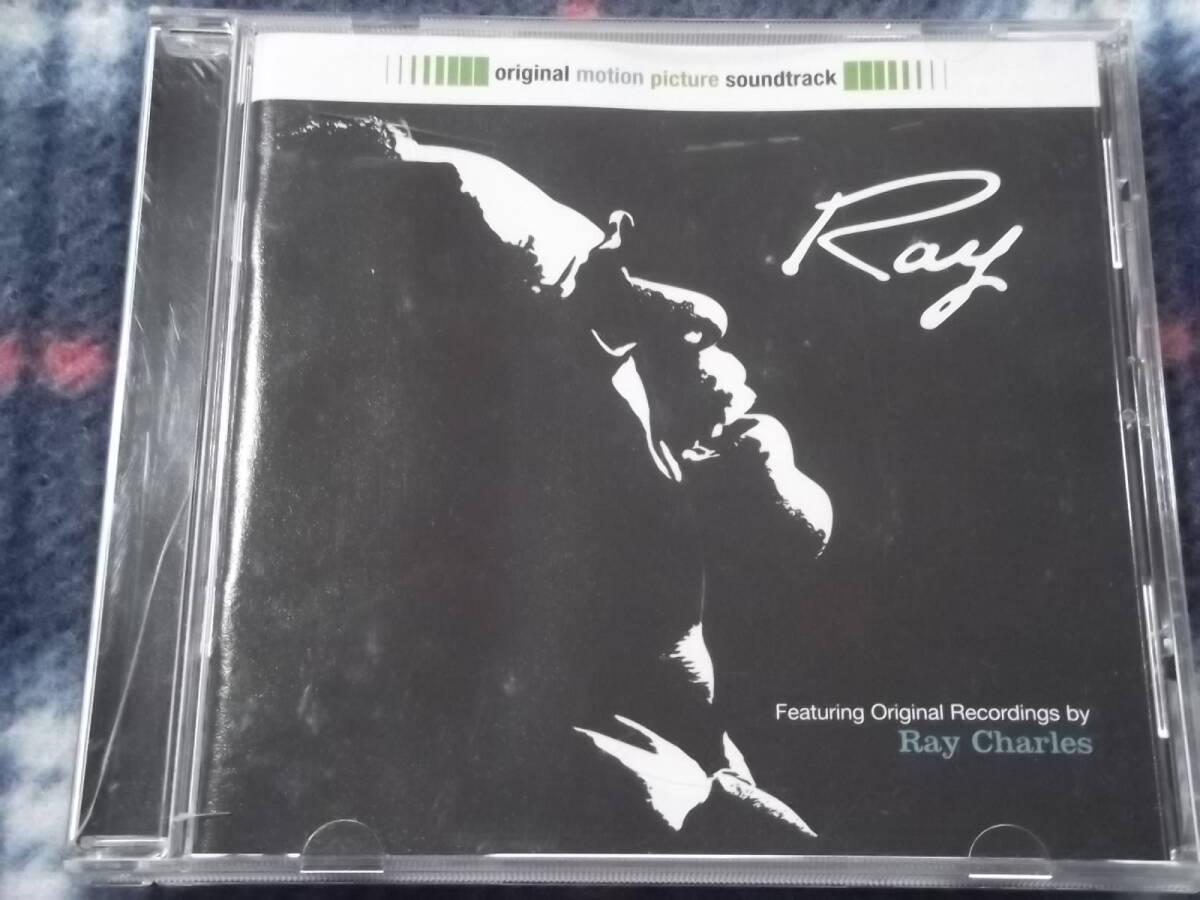 original motion picture soundtrack
Ray
Featuring Original Recordings by
Ray Charles